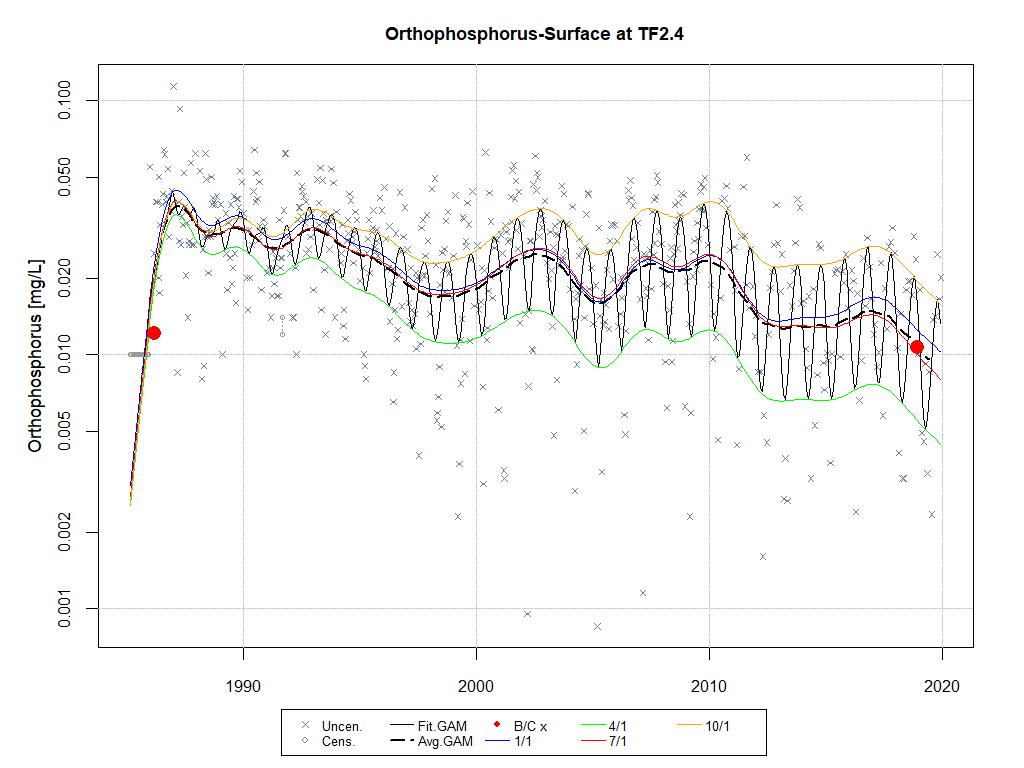 Orthophosphorus-Surface at TF2.4
Orthophosphorus [mg/L]
0.100
0.050
0.020
0.010
0.005
0.002
0.001
1990 2000 2010 2020
Uncen. Fit.GAM B/C x 4/1 10/1
Cens. Avg.GAM 1/1 7/1